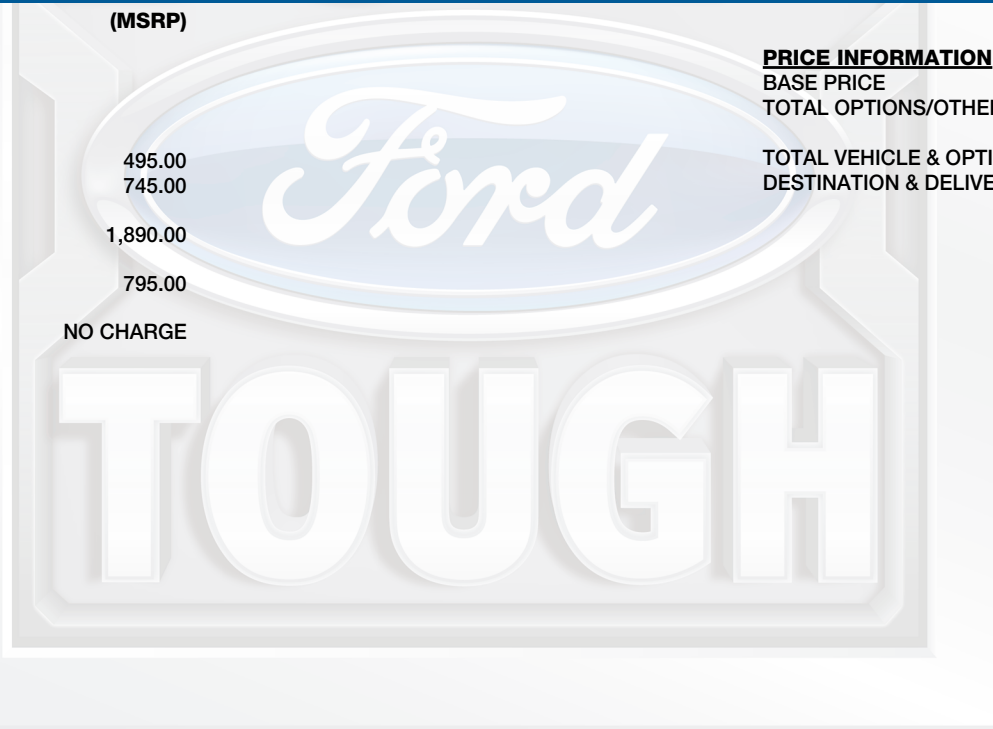 (MSRP)
495.00
745.00
1,890.00
795.00
NO CHARGE
PRICE INFORMATION
BASE PRICE
TOTAL OPTIONS/OTHER
TOTAL VEHICLE & OPTI
DESTINATION & DELIVE
Ford
TOUGH